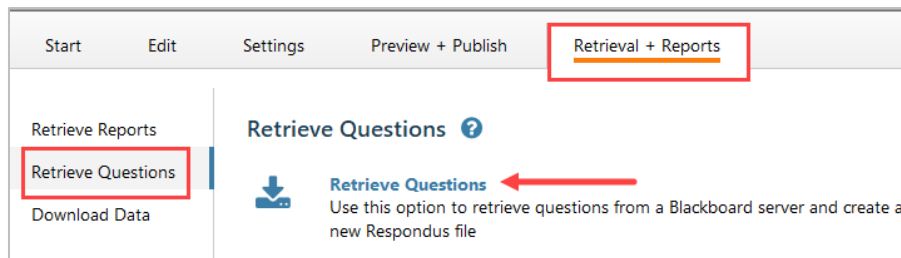 Start Edit Settings Preview + Publish Retrieval + Reports
Retrieve Reports
Retrieve Questions
Download Data
Retrieve Questions ?
Retrieve Questions
Use this option to retrieve questions from a Blackboard server and create a
new Respondus file